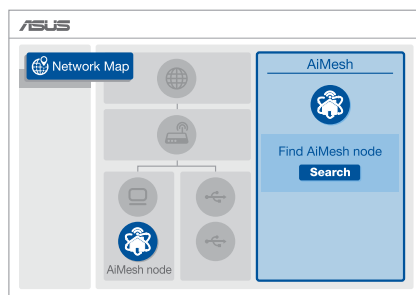 ASUS
Network Map
AiMesh
Find AiMesh node
Search
AiMesh node